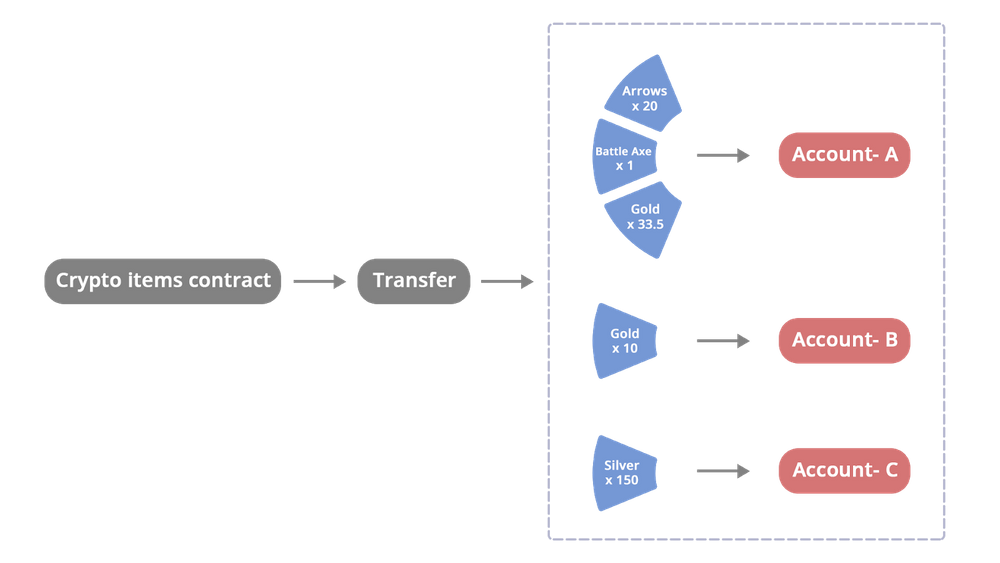 Crypto items contract
Transfer
Arrows
x 20
Battle Axe
x 1
Gold
x 33.5
Account- A
Gold
x 10
Account- B
Silver
x 150
Account- C